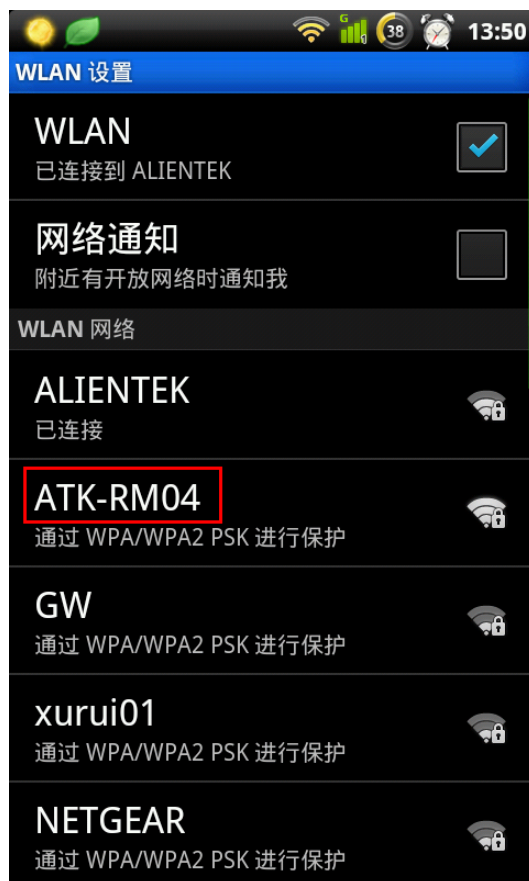 G
38
13:50
WLAN 设置
WLAN
已连接到 ALIENTEK
网络通知
附近有开放网络时通知我
WLAN 网络
ALIENTEK
已连接
ATK-RM04
通过 WPA/WPA2 PSK 进行保护
GW
通过 WPA/WPA2 PSK 进行保护
xurui01
通过 WPA/WPA2 PSK 进行保护
NETGEAR
通过 WPA/WPA2 PSK 进行保护